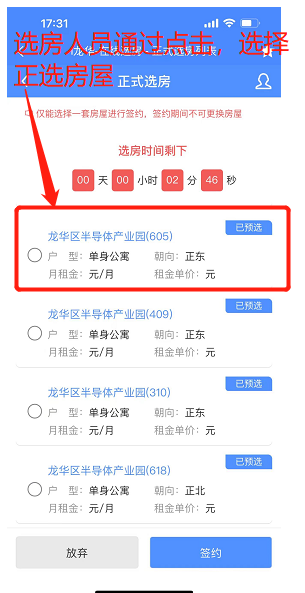 17:31
选房人员通过点击 选择
正选房屋
正式选房
仅能选择一套房屋进行签约，签约期间不可更换房屋
选房时间剩下
00 天 00 小时 02 分 46 秒
已预选
龙华区半导体产业园(605)
户 型：单身公寓 朝向：正东
月租金：元/月 租金单价：元
已预选
龙华区半导体产业园(409)
户 型：单身公寓 朝向：正东
月租金：元/月 租金单价：元
已预选
龙华区半导体产业园(310)
户 型：单身公寓 朝向：正东
月租金：元/月 租金单价：元
已预选
龙华区半导体产业园(618)
户 型：单身公寓 朝向：正北
月租金：元/月 租金单价：元
放弃 签约